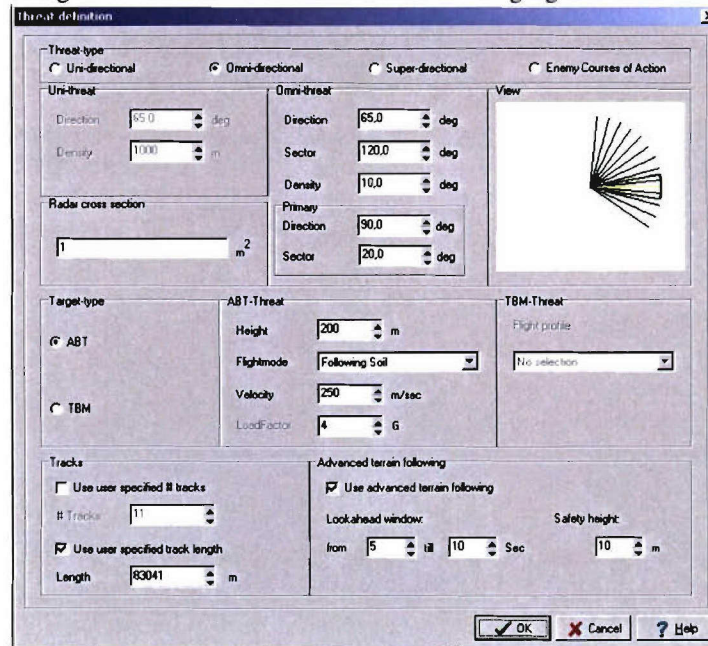 Threat definition
Threat-type
Uni-directional
Omni-directional
Super-directional
Enemy Courses of Action
Uni-threat
Direction 65.0 deg
Density 1000 m
Omni-threat
Direction 65,0 deg
Sector 120,0 deg
Density 10,0 deg
Primary
Direction 90,0 deg
Sector 20,0 deg
View
Radar cross section
1 m2
Target-type
ABT
TBM
ABT-Threat
Height 200 m
Flightmode Following Soil
Velocity 250 m/sec
LoadFactor 4 G
TBM-Threat
Flight profile
No selection
Tracks
Use user specified # tracks
# Tracks 11
Use user specified track length
Length 83041 m
Advanced terrain following
Use advanced terrain following
Lookahead window: Safety height:
from 5 till 10 Sec 10 m
OK Cancel ? Help